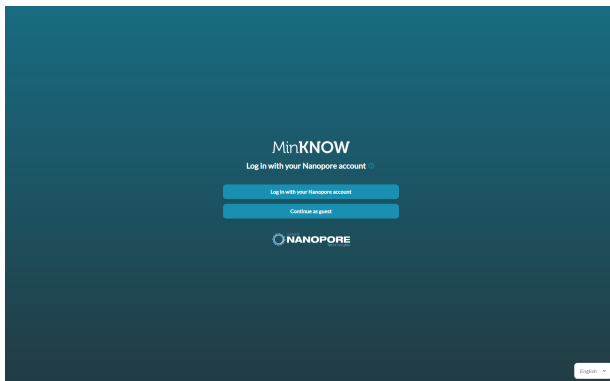 MinKNOW
Log in with your Nanopore account
Log in with your Nanopore account
Continue as guest
NANOPORE
English